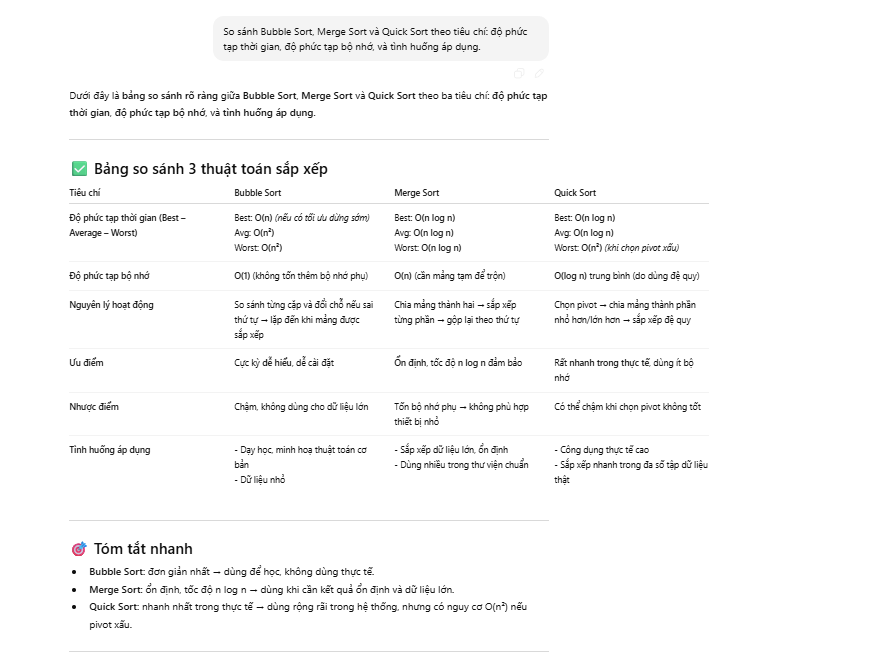 So sánh Bubble Sort, Merge Sort và Quick Sort theo tiêu chí: độ phức
tạp thời gian, độ phức tạp bộ nhớ, và tình huống áp dụng.
Dưới đây là bảng so sánh rõ ràng giữa Bubble Sort, Merge Sort và Quick Sort theo ba tiêu chí: độ phức tạp
thời gian, độ phức tạp bộ nhớ, và tình huống áp dụng.
✅ Bảng so sánh 3 thuật toán sắp xếp
Tiêu chí Bubble Sort Merge Sort Quick Sort
Độ phức tạp thời gian (Best – Best: O(n) (nếu có tối ưu dừng sớm) Best: O(n log n) Best: O(n log n)
Average – Worst) Avg: O(n²) Avg: O(n log n) Avg: O(n log n)
Worst: O(n²) Worst: O(n log n) Worst: O(n²) (khi chọn pivot xấu)
Độ phức tạp bộ nhớ O(1) (không tốn thêm bộ nhớ phụ) O(n) (cần mảng tạm để trộn) O(log n) trung bình (do dùng đệ quy)
Nguyên lý hoạt động So sánh từng cặp và đổi chỗ nếu sai Chia mảng thành hai → sắp xếp Chọn pivot → chia mảng thành phần
thứ tự → lặp đến khi mảng được từng phần → gộp lại theo thứ tự nhỏ hơn/lớn hơn → sắp xếp đệ quy
sắp xếp
Ưu điểm Cực kỳ dễ hiểu, dễ cài đặt Ổn định, tốc độ n log n đảm bảo Rất nhanh trong thực tế, dùng ít bộ
nhớ
Nhược điểm Chậm, không dùng cho dữ liệu lớn Tốn bộ nhớ phụ → không phù hợp Có thể chậm khi chọn pivot không tốt
thiết bị nhỏ
Tình huống áp dụng - Dạy học, minh hoạ thuật toán cơ - Sắp xếp dữ liệu lớn, ổn định - Công dụng thực tế cao
bản - Dùng nhiều trong thư viện chuẩn - Sắp xếp nhanh trong đa số tập dữ liệu
- Dữ liệu nhỏ thật
🎯 Tóm tắt nhanh
• Bubble Sort: đơn giản nhất → dùng để học, không dùng thực tế.
• Merge Sort: ổn định, tốc độ n log n → dùng khi cần kết quả ổn định và dữ liệu lớn.
• Quick Sort: nhanh nhất trong thực tế → dùng rộng rãi trong hệ thống, nhưng có nguy cơ O(n²) nếu
pivot xấu.